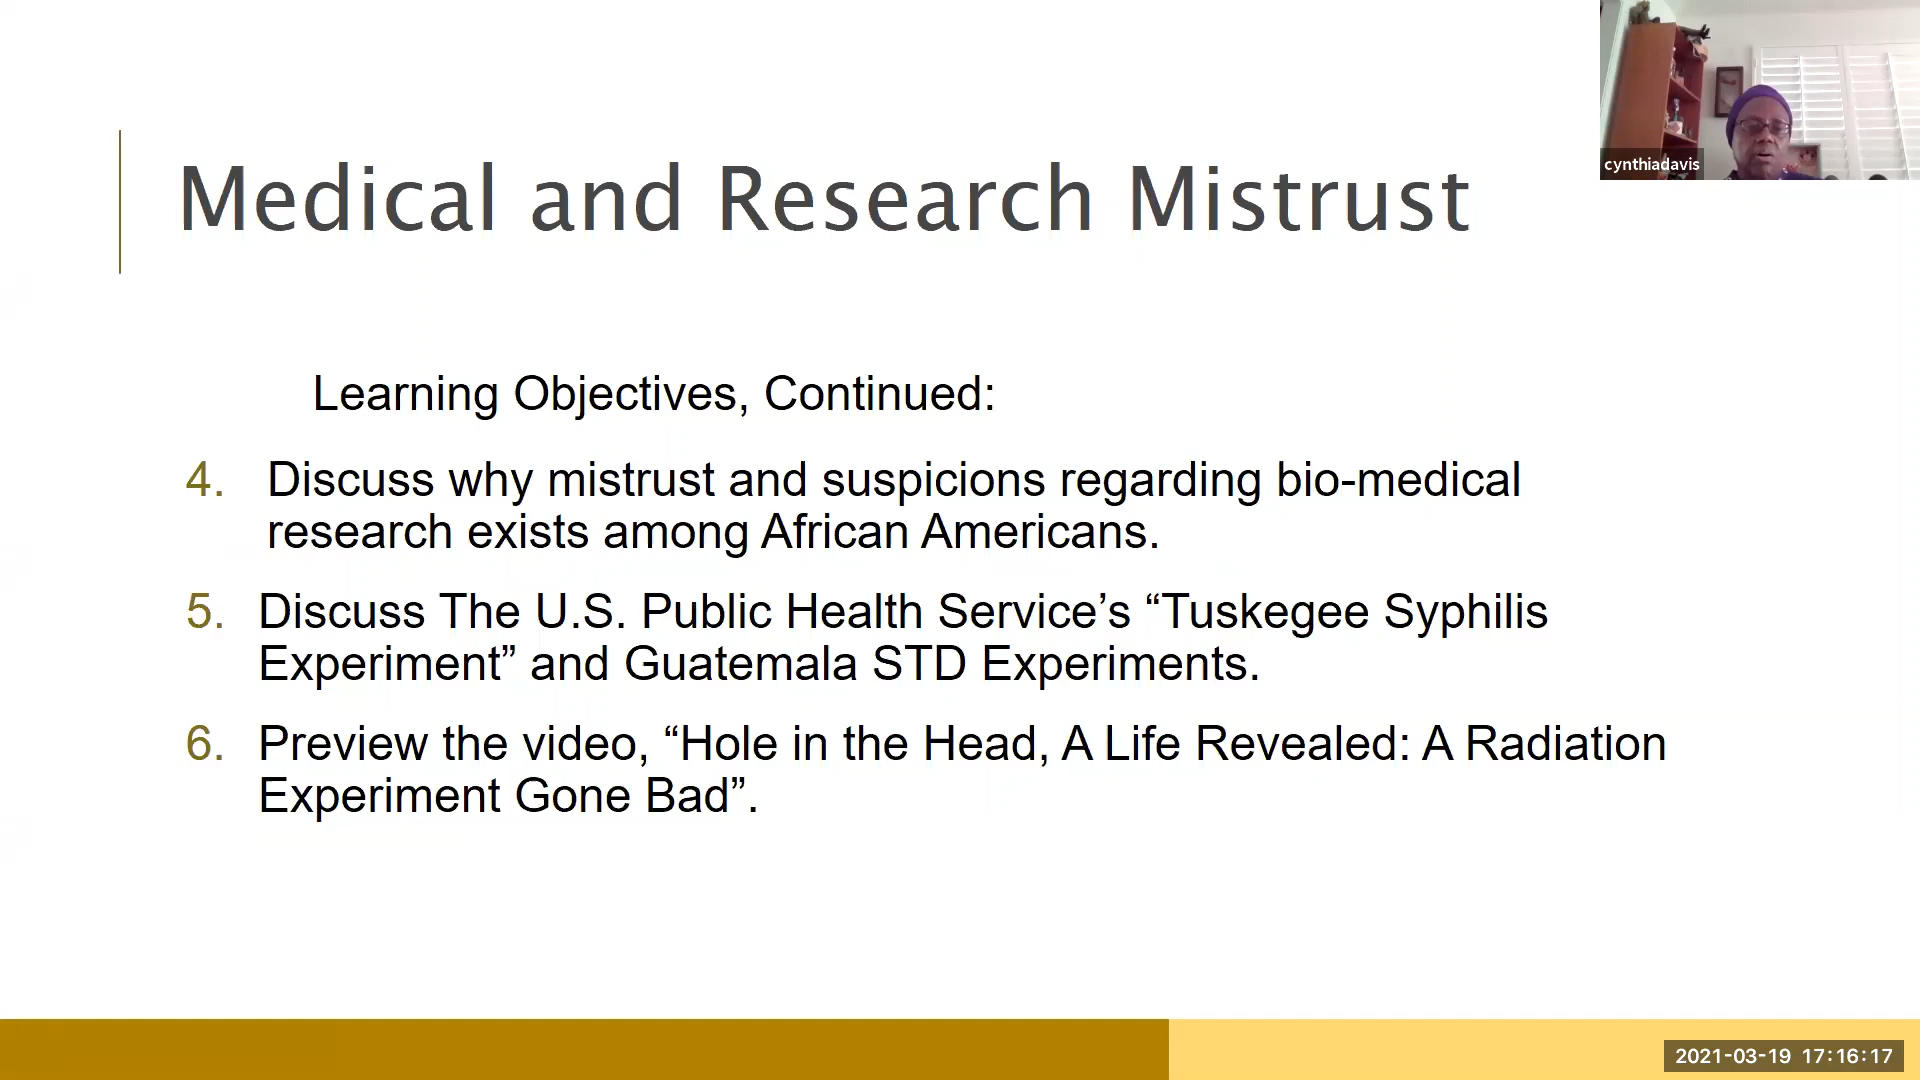 cynthiadavis
Medical and Research Mistrust
Learning Objectives, Continued:
4. Discuss why mistrust and suspicions regarding bio-medical
research exists among African Americans.
5. Discuss The U.S. Public Health Service’s “Tuskegee Syphilis
Experiment” and Guatemala STD Experiments.
6. Preview the video, “Hole in the Head, A Life Revealed: A Radiation
Experiment Gone Bad”.
2021-03-19 17:16:17